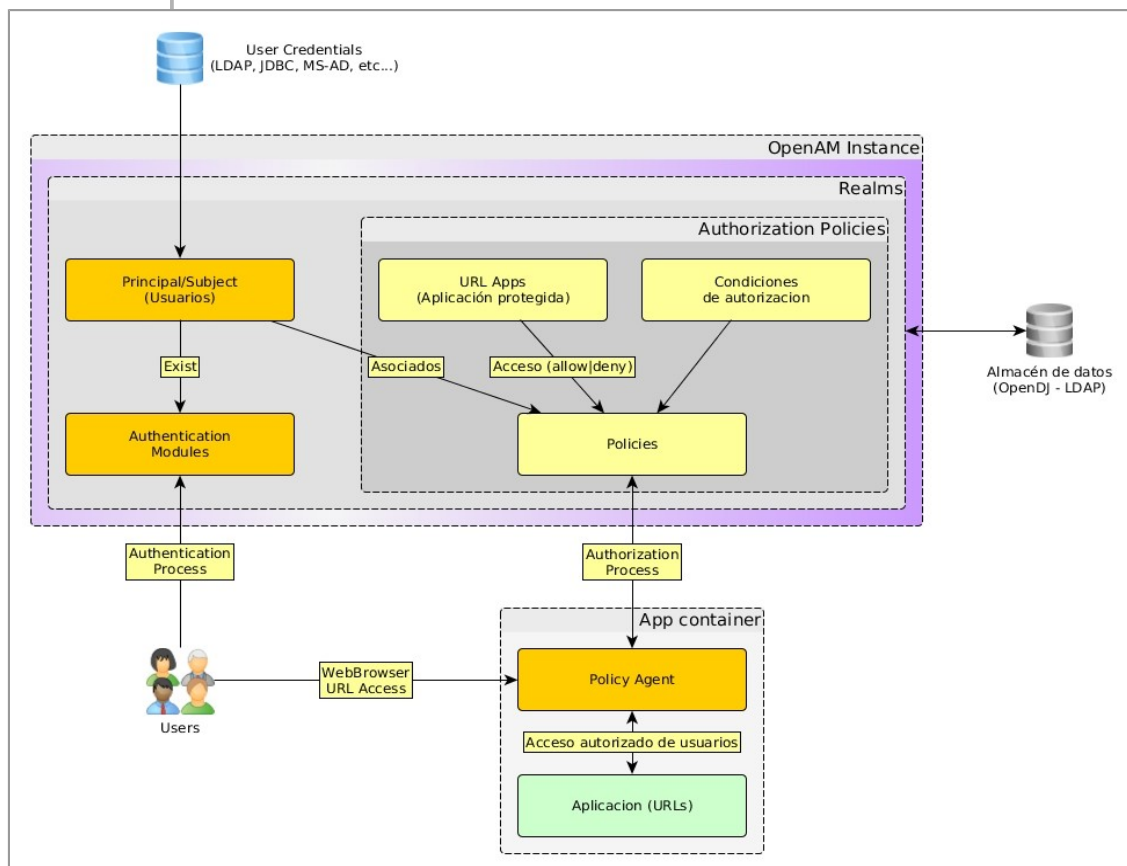 User Credentials
(LDAP, JDBC, MS-AD, etc...)
OpenAM Instance
Realms
Authorization Policies
Principal/Subject
(Usuarios)
URL Apps
(Aplicación protegida)
Condiciones
de autorizacion
Exist
Asociados
Acceso (allow|deny)
Almacén de datos
(OpenDJ - LDAP)
Authentication
Modules
Policies
Authentication
Process
Authorization
Process
App container
WebBrowser
URL Access
Policy Agent
Users
Acceso autorizado de usuarios
Aplicacion (URLs)